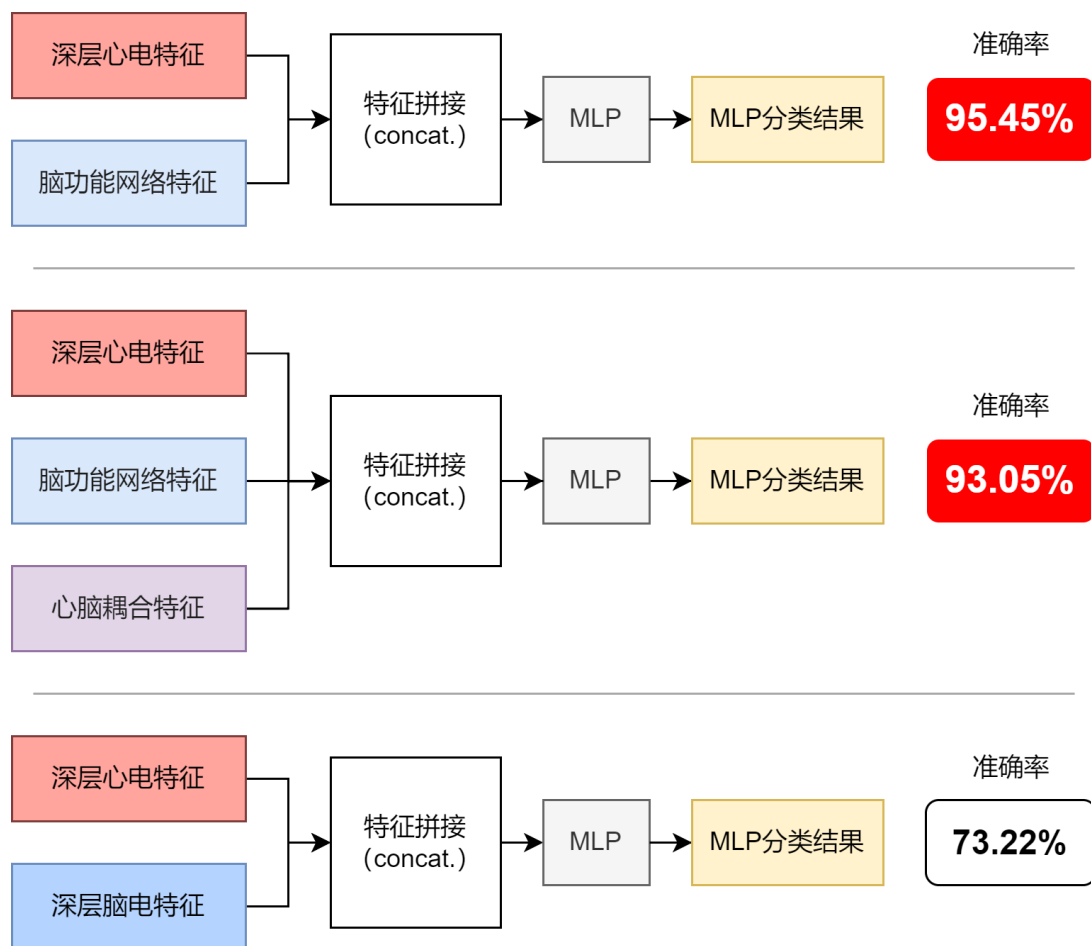 深层心电特征
脑功能网络特征
特征拼接
(concat.)
MLP
MLP分类结果
准确率
95.45%
深层心电特征
脑功能网络特征
心脑耦合特征
特征拼接
(concat.)
MLP
MLP分类结果
准确率
93.05%
深层心电特征
深层脑电特征
特征拼接
(concat.)
MLP
MLP分类结果
准确率
73.22%